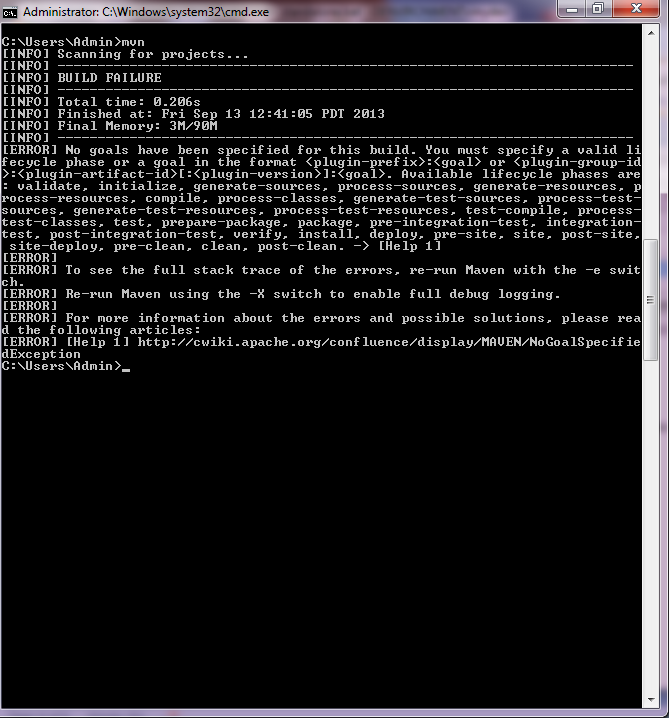 Administrator: C:\Windows\system32\cmd.exe
C:\Users\Admin>mvn
[INFO] Scanning for projects...
[INFO] ------------------------------------------------------------------------
[INFO] BUILD FAILURE
[INFO] ------------------------------------------------------------------------
[INFO] Total time: 0.206s
[INFO] Finished at: Fri Sep 13 12:41:05 PDT 2013
[INFO] Final Memory: 3M/90M
[INFO] ------------------------------------------------------------------------
[ERROR] No goals have been specified for this build. You must specify a valid li
fecycle phase or a goal in the format <plugin-prefix>:<goal> or <plugin-group-id
>:<plugin-artifact-id>[:<plugin-version>]:<goal>. Available lifecycle phases are
: validate, initialize, generate-sources, process-sources, generate-resources, p
rocess-resources, compile, process-classes, generate-test-sources, process-test-
sources, generate-test-resources, process-test-resources, test-compile, process-
test-classes, test, prepare-package, package, pre-integration-test, integration-
test, post-integration-test, verify, install, deploy, pre-site, site, post-site,
site-deploy, pre-clean, clean, post-clean. -> [Help 1]
[ERROR]
[ERROR] To see the full stack trace of the errors, re-run Maven with the -e swit
ch.
[ERROR] Re-run Maven using the -X switch to enable full debug logging.
[ERROR]
[ERROR] For more information about the errors and possible solutions, please rea
d the following articles:
[ERROR] [Help 1] http://cwiki.apache.org/confluence/display/MAVEN/NoGoalSpecifie
dException
C:\Users\Admin>_